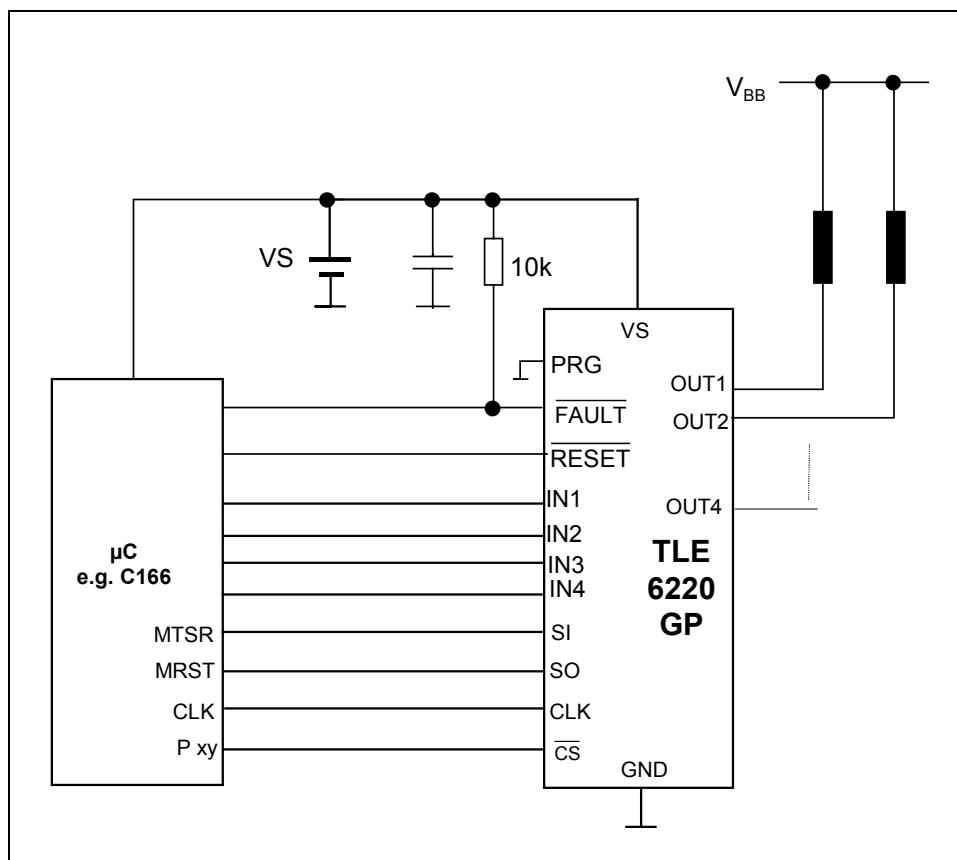 V_BB
VS
10k
VS
PRG
OUT1
FAULT
OUT2
RESET
IN1
OUT4
IN2
µC
e.g. C166
IN3
TLE
6220
GP
IN4
MTSR
SI
MRST
SO
CLK
CLK
P xy
CS
GND